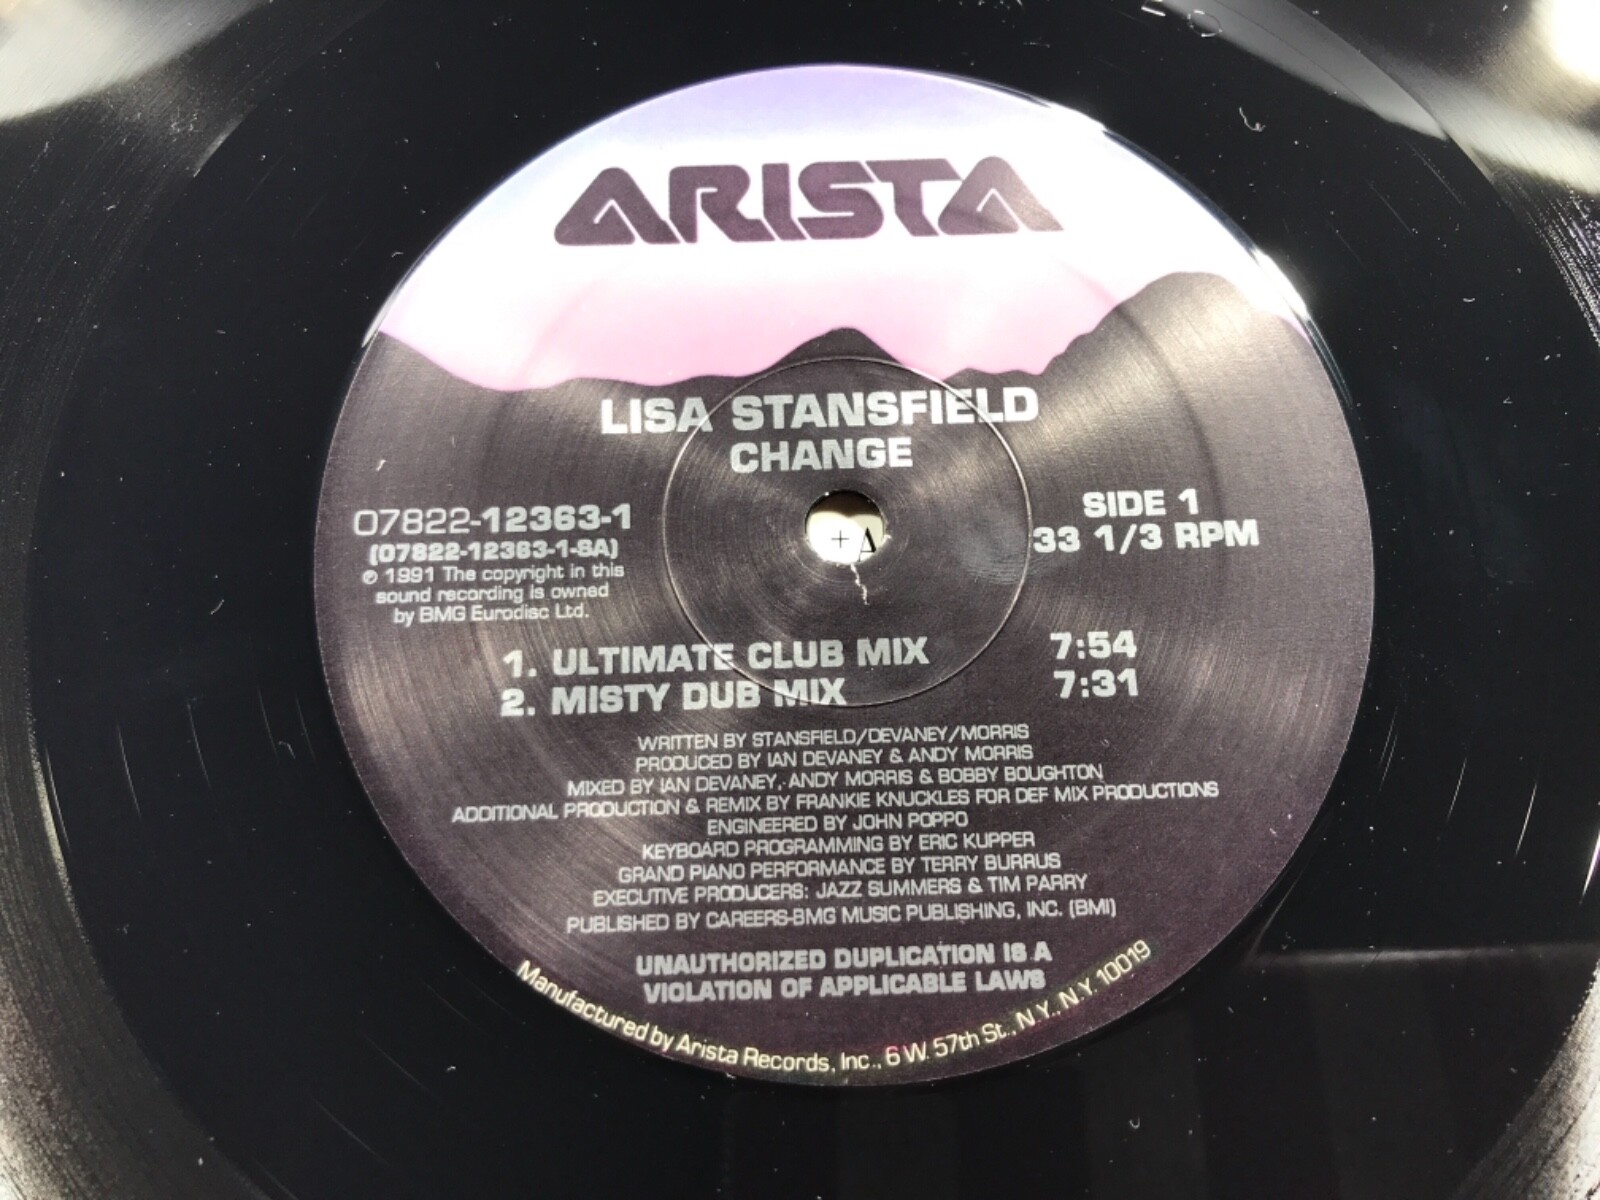 ARISTA
LISA STANSFIELD
CHANGE
07822-12363-1
(07822-12363-1-SA)
℗ 1991 The copyright in this
sound recording is owned
by BMG Eurodisc Ltd.
SIDE 1
33 1/3 RPM
+ A
1. ULTIMATE CLUB MIX 7:54
2. MISTY DUB MIX 7:31
WRITTEN BY STANSFIELD/DEVANEY/MORRIS
PRODUCED BY IAN DEVANEY & ANDY MORRIS
MIXED BY IAN DEVANEY, ANDY MORRIS & BOBBY BOUGHTON
ADDITIONAL PRODUCTION & REMIX BY FRANKIE KNUCKLES FOR DEF MIX PRODUCTIONS
ENGINEERED BY JOHN POPPO
KEYBOARD PROGRAMMING BY ERIC KUPPER
GRAND PIANO PERFORMANCE BY TERRY BURRUS
EXECUTIVE PRODUCERS: JAZZ SUMMERS & TIM PARRY
PUBLISHED BY CAREERS-BMG MUSIC PUBLISHING, INC. (BMI)
UNAUTHORIZED DUPLICATION IS A
VIOLATION OF APPLICABLE LAWS
Manufactured by Arista Records, Inc., 6 W. 57th St., N.Y., N.Y. 10019